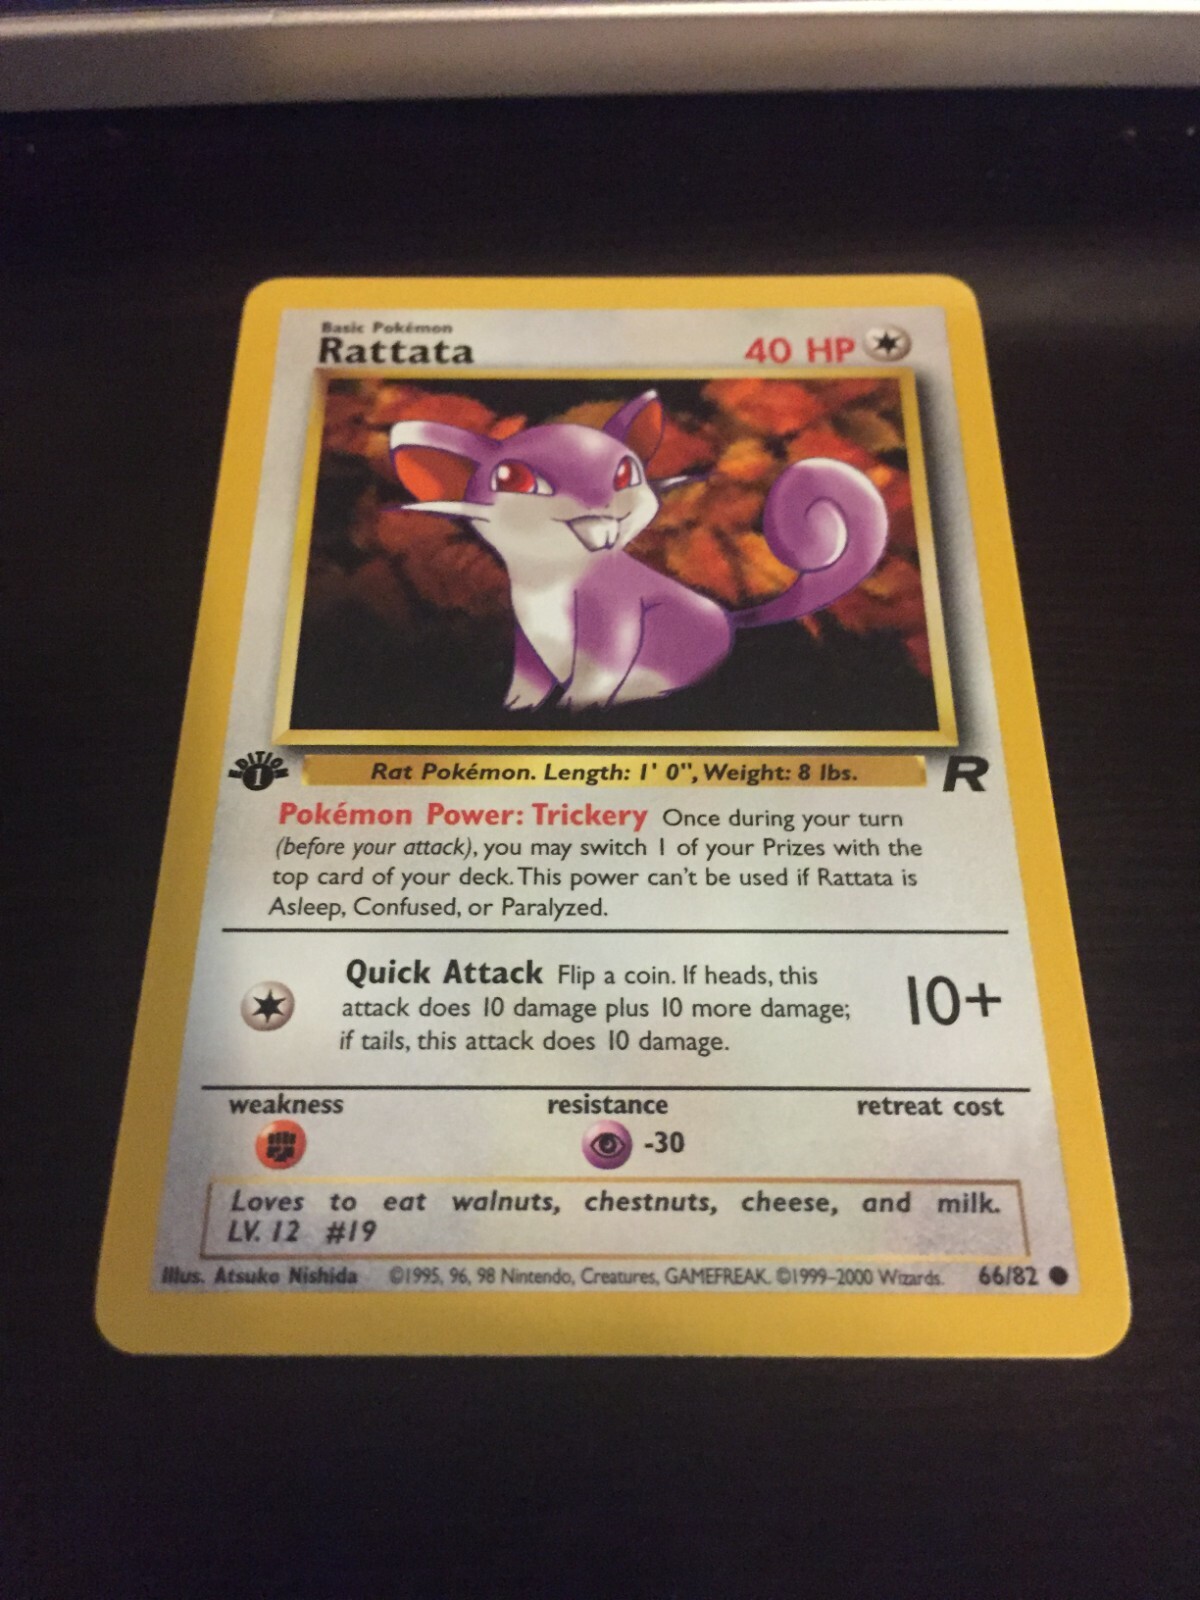 Basic Pokémon
Rattata
40 HP
EDITION
1
Rat Pokémon. Length: 1' 0", Weight: 8 lbs.
R
Pokémon Power: Trickery Once during your turn
(before your attack), you may switch 1 of your Prizes with the
top card of your deck. This power can't be used if Rattata is
Asleep, Confused, or Paralyzed.
Quick Attack Flip a coin. If heads, this
attack does 10 damage plus 10 more damage;
if tails, this attack does 10 damage.
10+
weakness resistance retreat cost
-30
Loves to eat walnuts, chestnuts, cheese, and milk.
LV. 12 #19
Illus. Atsuko Nishida ©1995, 96, 98 Nintendo, Creatures, GAMEFREAK. ©1999–2000 Wizards. 66/82